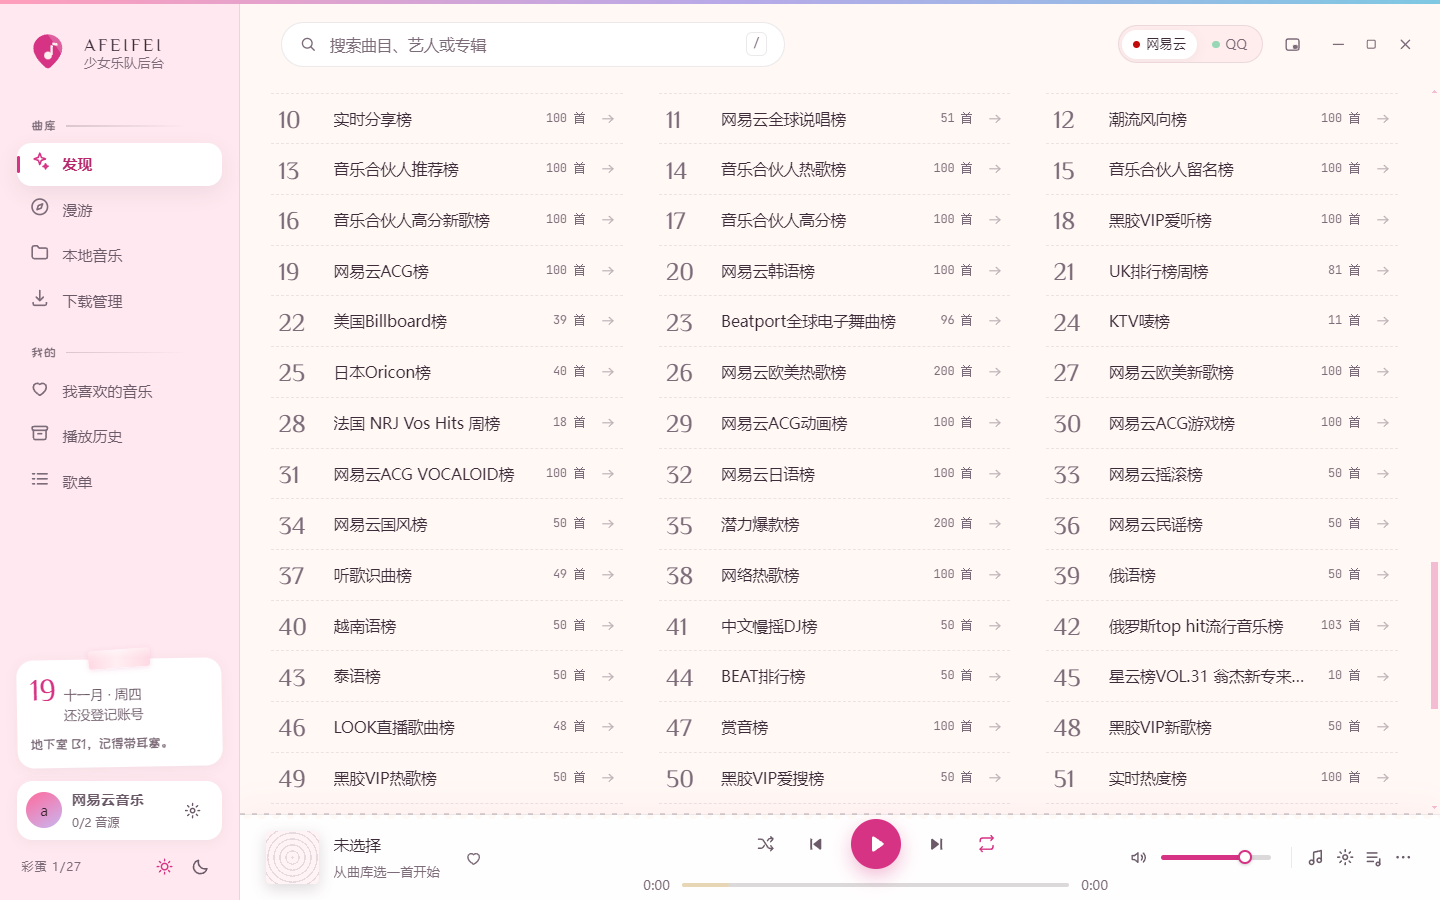 AFEIFEI
少女乐队后台
搜索曲目、艺人或专辑
/
网易云
QQ
曲库
发现
漫游
本地音乐
下载管理
我的
我喜欢的音乐
播放历史
歌单
19
十一月 · 周四
还没登记账号
地下室 B1，记得带耳塞。
a
网易云音乐
0/2 音源
彩蛋 1/27
10 实时分享榜 100 首
11 网易云全球说唱榜 51 首
12 潮流风向榜 100 首
13 音乐合伙人推荐榜 100 首
14 音乐合伙人热歌榜 100 首
15 音乐合伙人留名榜 100 首
16 音乐合伙人高分新歌榜 100 首
17 音乐合伙人高分榜 100 首
18 黑胶VIP爱听榜 100 首
19 网易云ACG榜 100 首
20 网易云韩语榜 100 首
21 UK排行榜周榜 81 首
22 美国Billboard榜 39 首
23 Beatport全球电子舞曲榜 96 首
24 KTV唛榜 11 首
25 日本Oricon榜 40 首
26 网易云欧美热歌榜 200 首
27 网易云欧美新歌榜 100 首
28 法国 NRJ Vos Hits 周榜 18 首
29 网易云ACG动画榜 100 首
30 网易云ACG游戏榜 100 首
31 网易云ACG VOCALOID榜 100 首
32 网易云日语榜 100 首
33 网易云摇滚榜 50 首
34 网易云国风榜 50 首
35 潜力爆款榜 200 首
36 网易云民谣榜 50 首
37 听歌识曲榜 49 首
38 网络热歌榜 100 首
39 俄语榜 50 首
40 越南语榜 50 首
41 中文慢摇DJ榜 50 首
42 俄罗斯top hit流行音乐榜 103 首
43 泰语榜 50 首
44 BEAT排行榜 50 首
45 星云榜VOL.31 翁杰新专来... 10 首
46 LOOK直播歌曲榜 48 首
47 赏音榜 100 首
48 黑胶VIP新歌榜 50 首
49 黑胶VIP热歌榜 50 首
50 黑胶VIP爱搜榜 50 首
51 实时热度榜 100 首
未选择
从曲库选一首开始
0:00
0:00